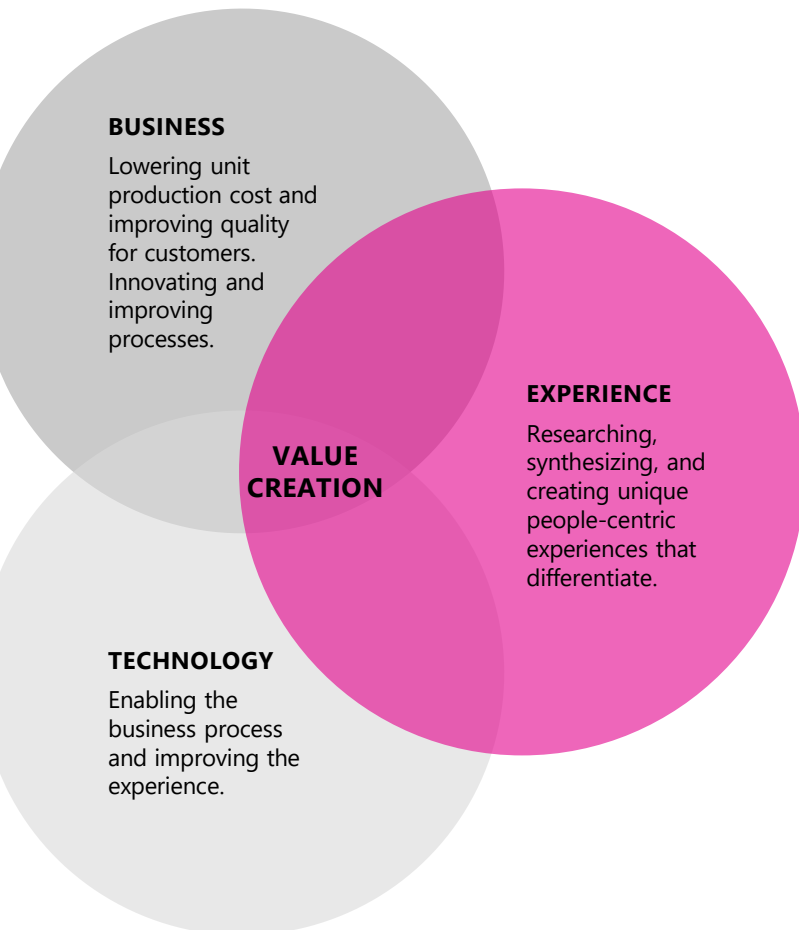 BUSINESS
Lowering unit
production cost and
improving quality
for customers.
Innovating and
improving
processes.
EXPERIENCE
Researching,
synthesizing, and
creating unique
people-centric
experiences that
differentiate.
VALUE
CREATION
TECHNOLOGY
Enabling the
business process
and improving the
experience.